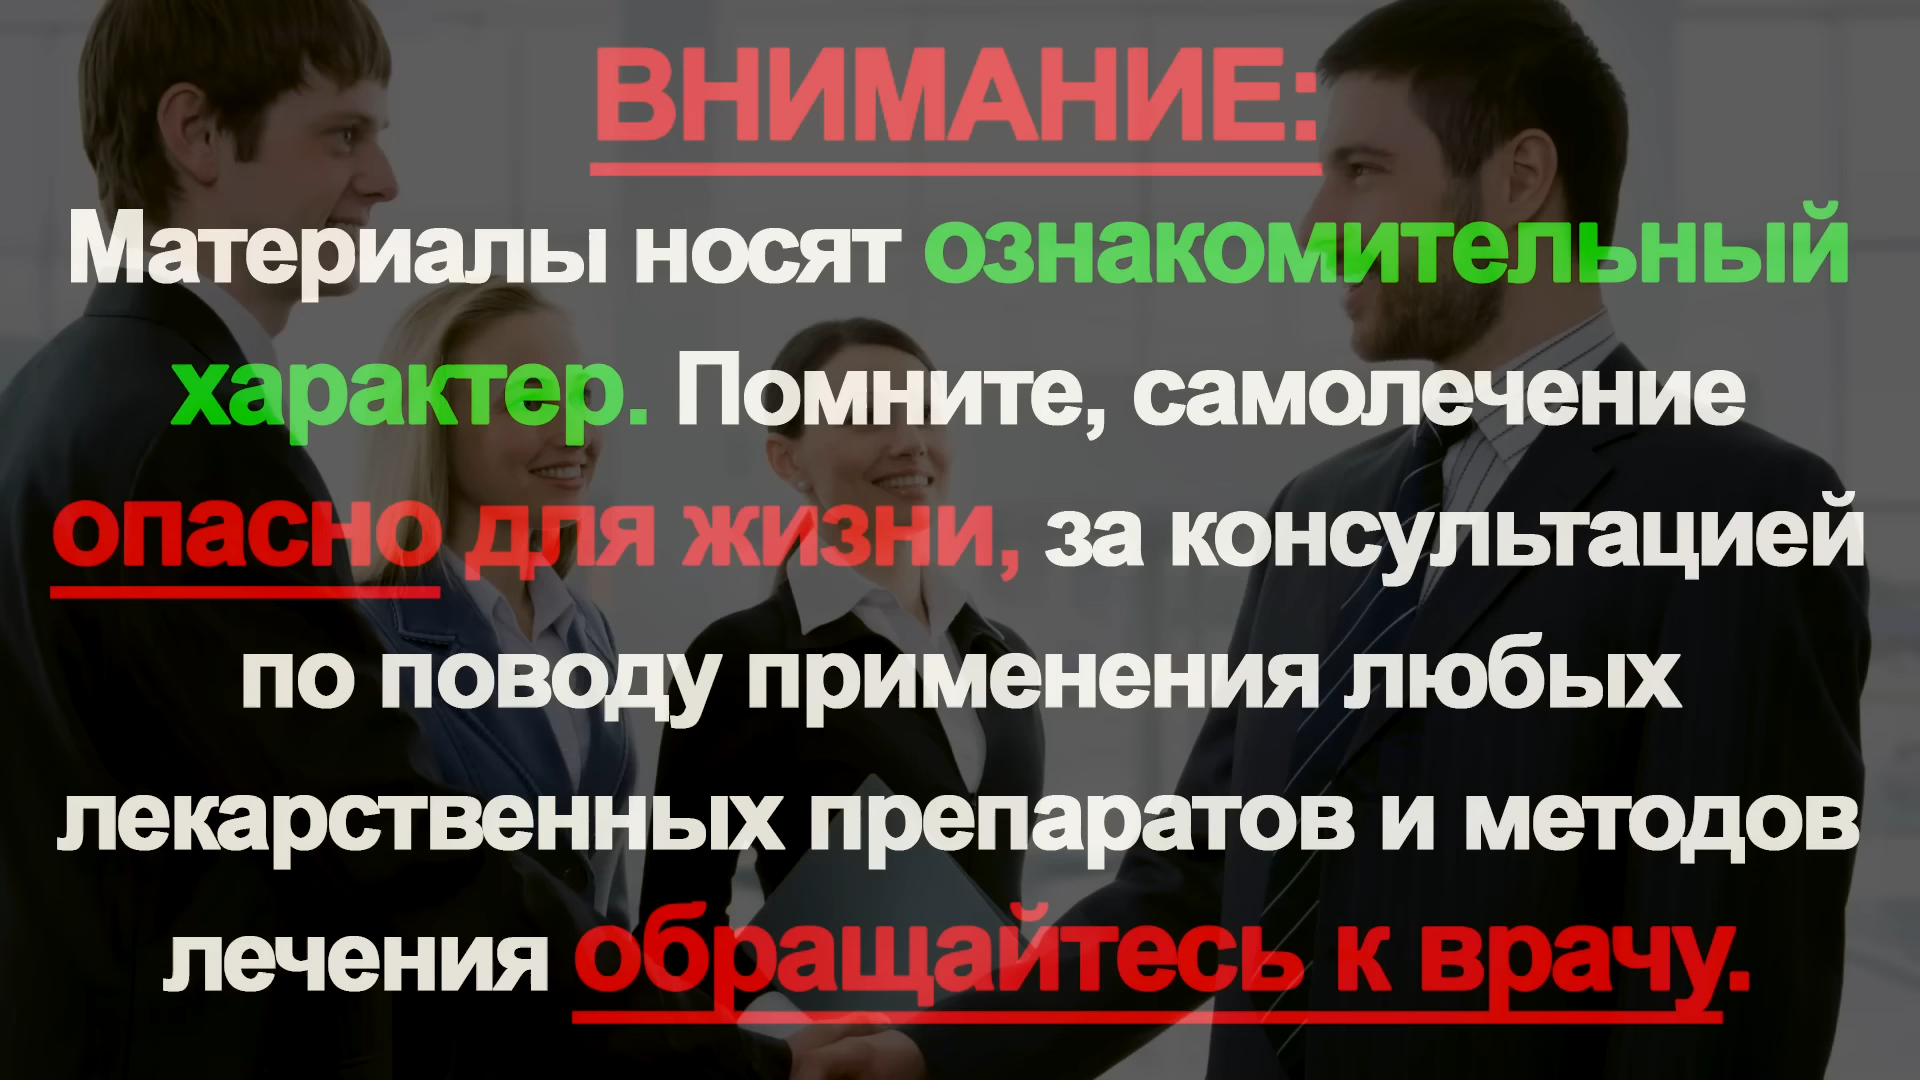 ВНИМАНИЕ:
Материалы носят ознакомительный
характер. Помните, самолечение
опасно для жизни, за консультацией
по поводу применения любых
лекарственных препаратов и методов
лечения обращайтесь к врачу.